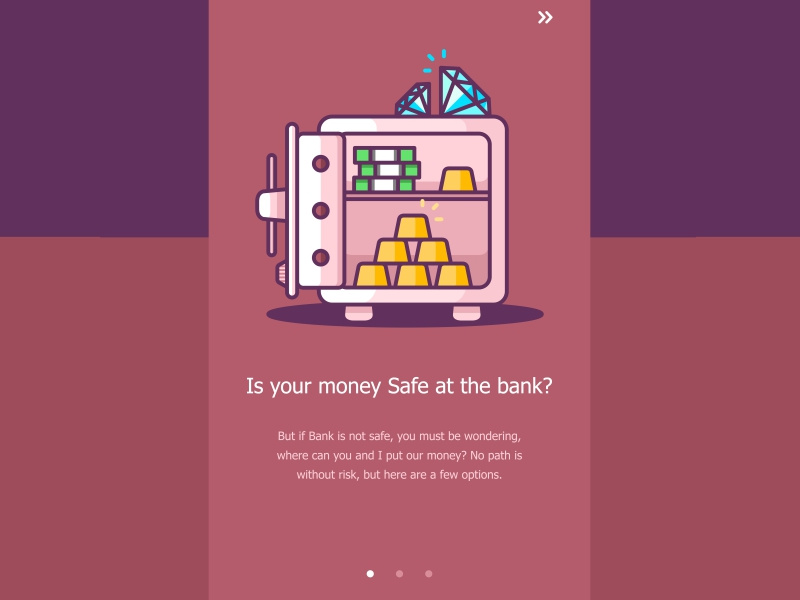 Is your money Safe at the bank?
But if Bank is not safe, you must be wondering,
where can you and I put our money? No path is
without risk, but here are a few options.